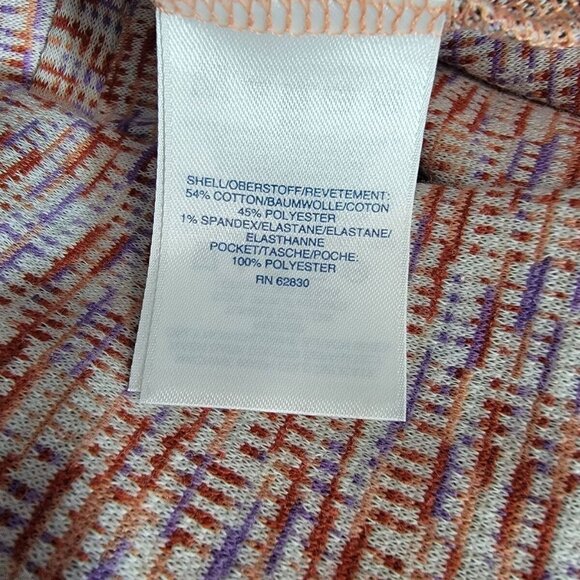 SHELL/OBERSTOFF/REVETEMENT:
54% COTTON/BAUMWOLLE/COTON
45% POLYESTER
1% SPANDEX/ELASTANE/ELASTANE/
ELASTHANNE
POCKET/TASCHE/POCHE:
100% POLYESTER
RN 62830